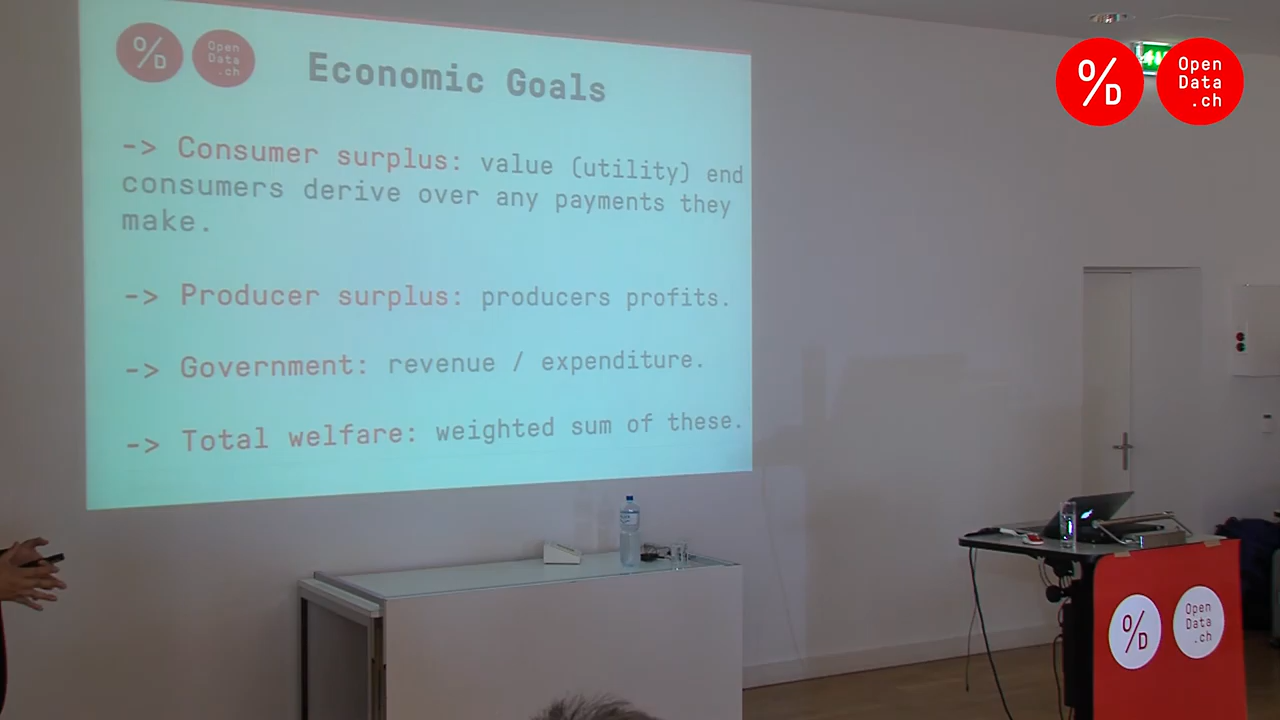 %D
Open
Data
.ch
Economic Goals
-> Consumer surplus: value (utility) end
consumers derive over any payments they
make.
-> Producer surplus: producers profits.
-> Government: revenue / expenditure.
-> Total welfare: weighted sum of these.
%D
Open
Data
.ch
%D
Open
Data
.ch